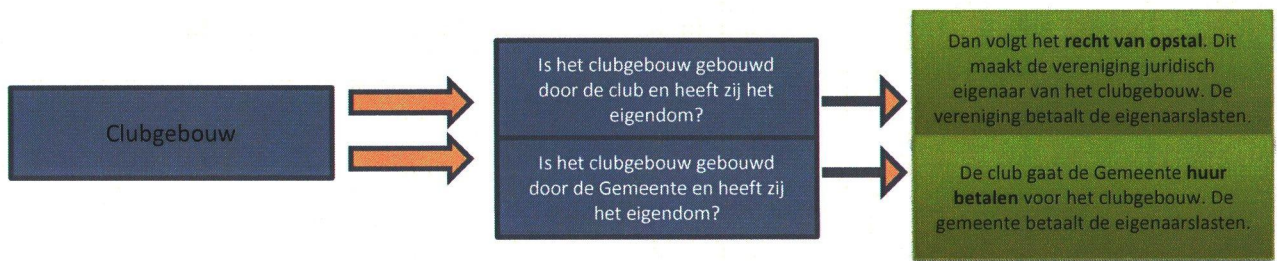 Clubgebouw
Is het clubgebouw gebouwd
door de club en heeft zij het
eigendom?
Dan volgt het recht van opstal. Dit
maakt de vereniging juridisch
eigenaar van het clubgebouw. De
vereniging betaalt de eigenaarslasten.
Is het clubgebouw gebouwd
door de Gemeente en heeft zij
het eigendom?
De club gaat de Gemeente huur
betalen voor het clubgebouw. De
gemeente betaalt de eigenaarslasten.